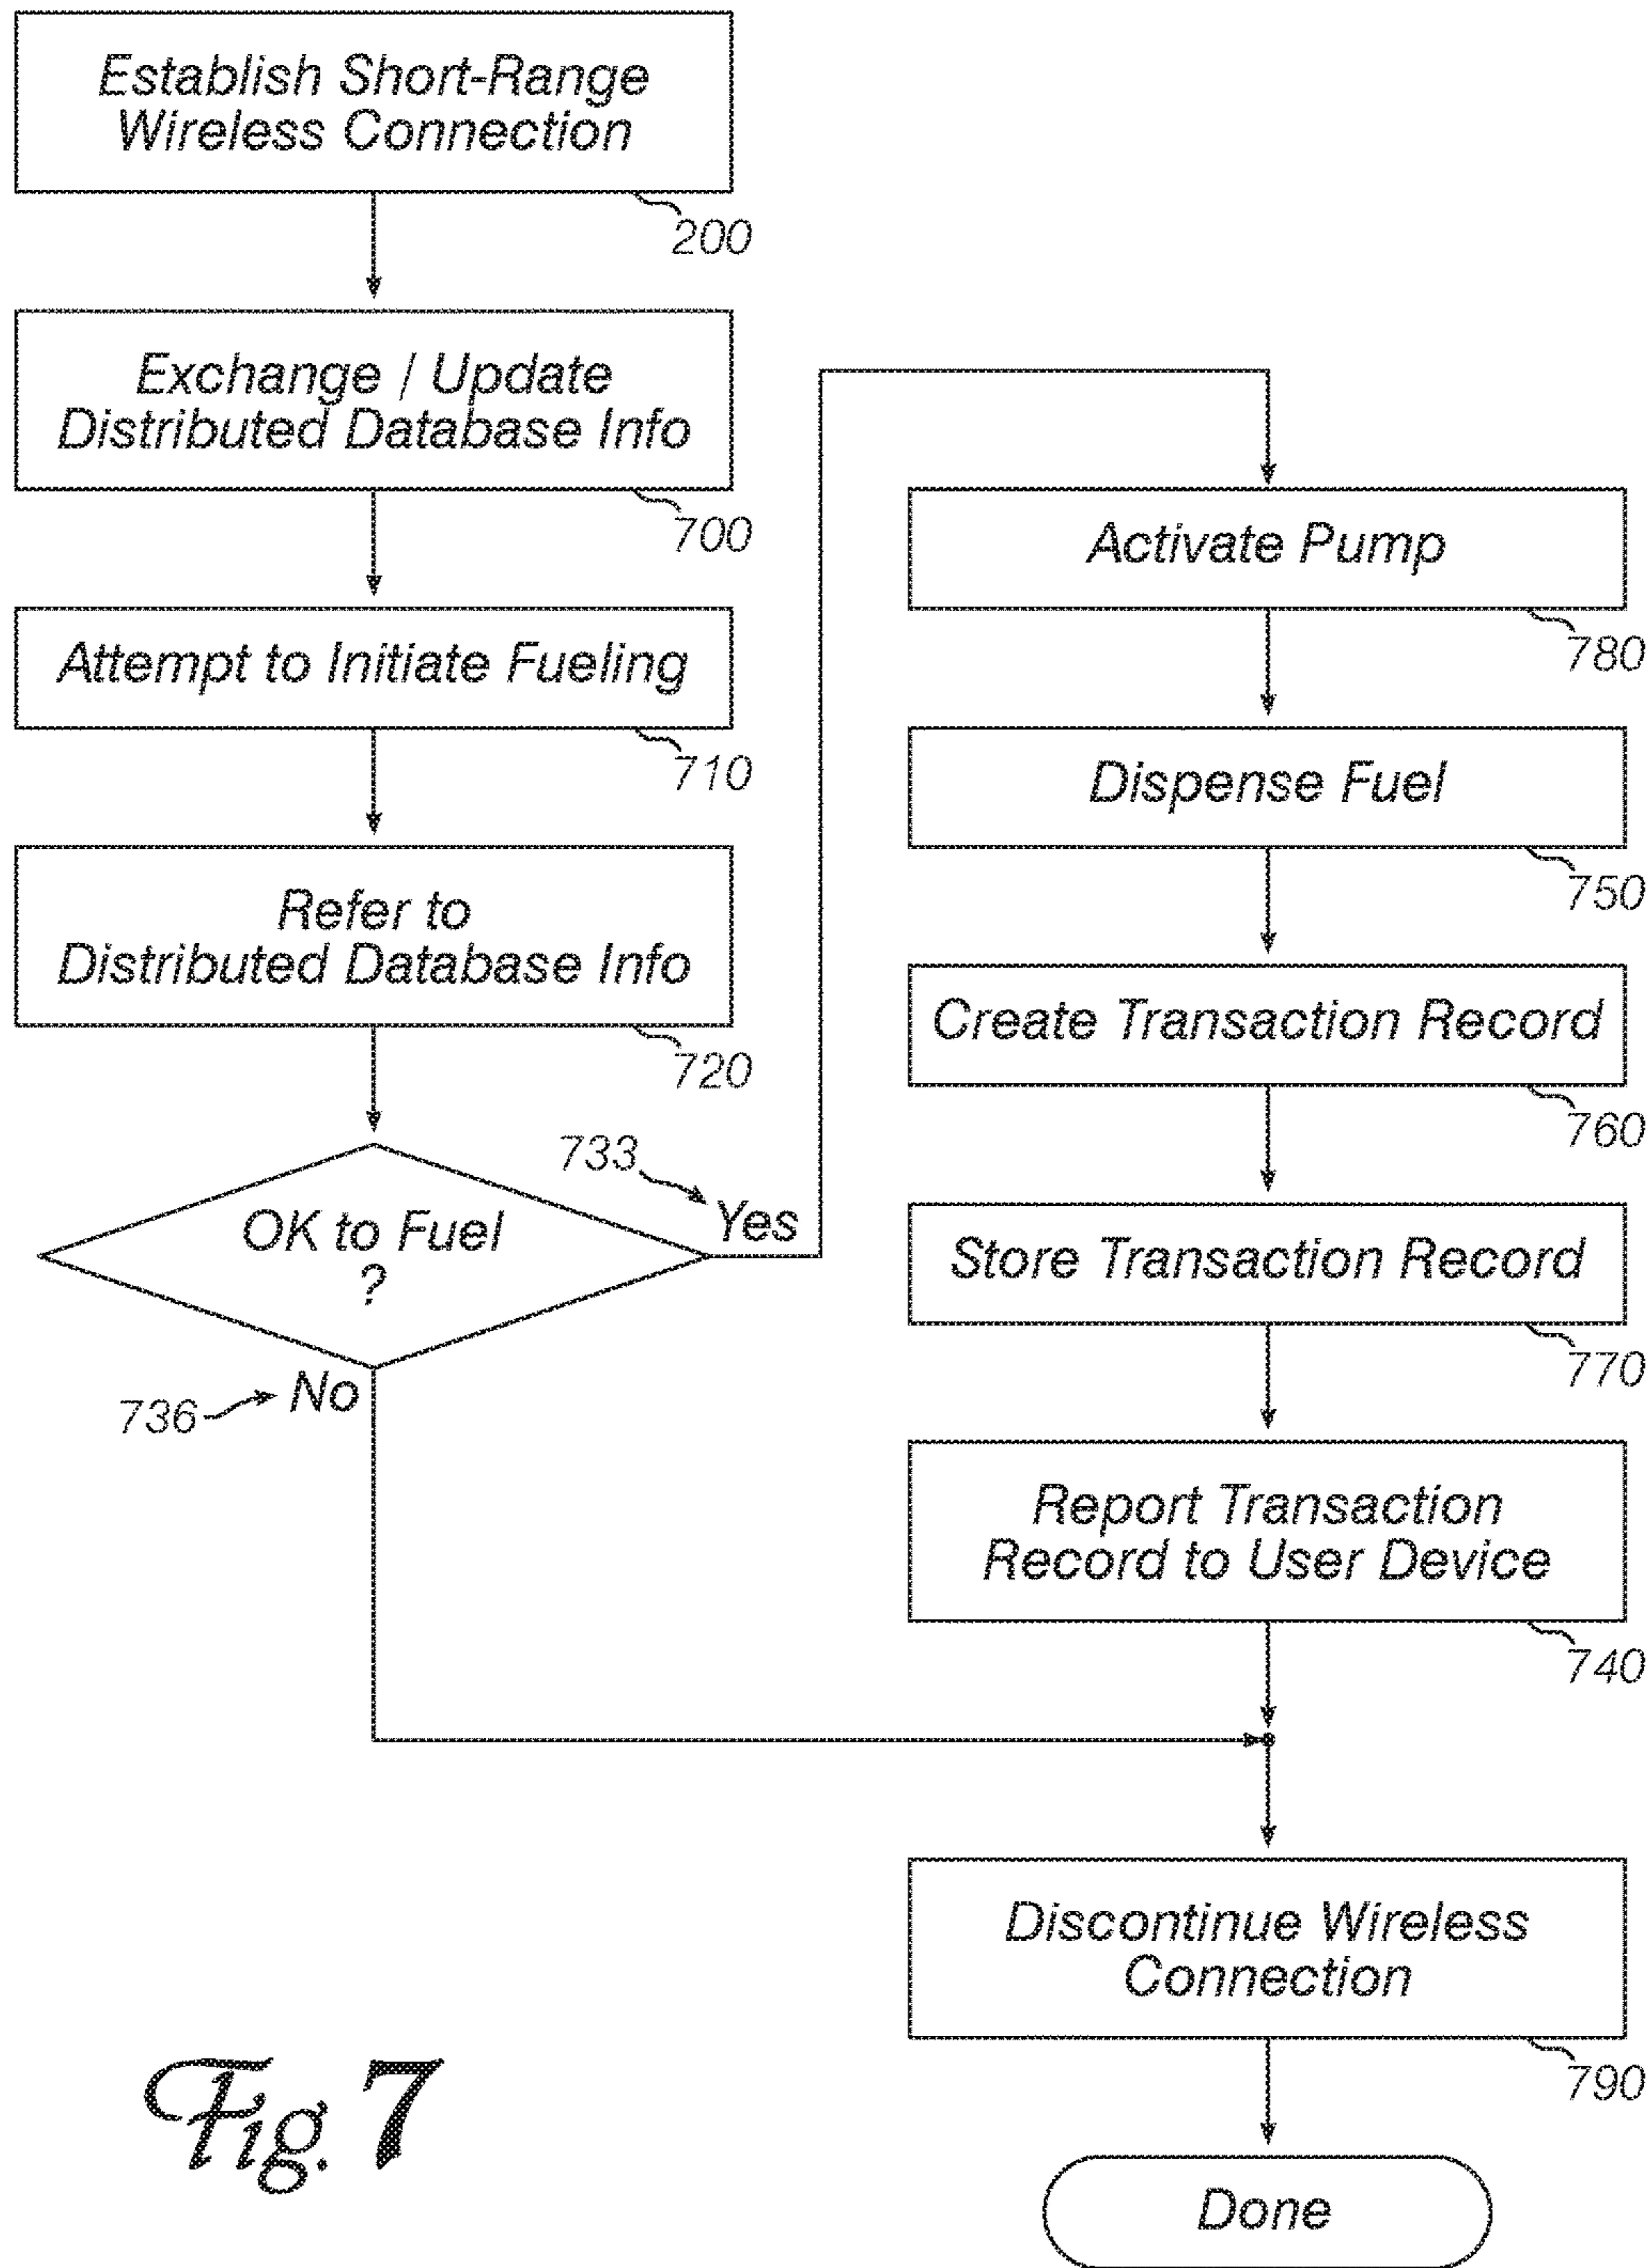 Establish Short-Range
Wireless Connection
200
Exchange / Update
Distributed Database Info
700
Attempt to Initiate Fueling
710
Refer to
Distributed Database Info
720
733
OK to Fuel
?
Yes
736
No
Activate Pump
780
Dispense Fuel
750
Create Transaction Record
760
Store Transaction Record
770
Report Transaction
Record to User Device
740
Discontinue Wireless
Connection
790
Done
Fig. 7